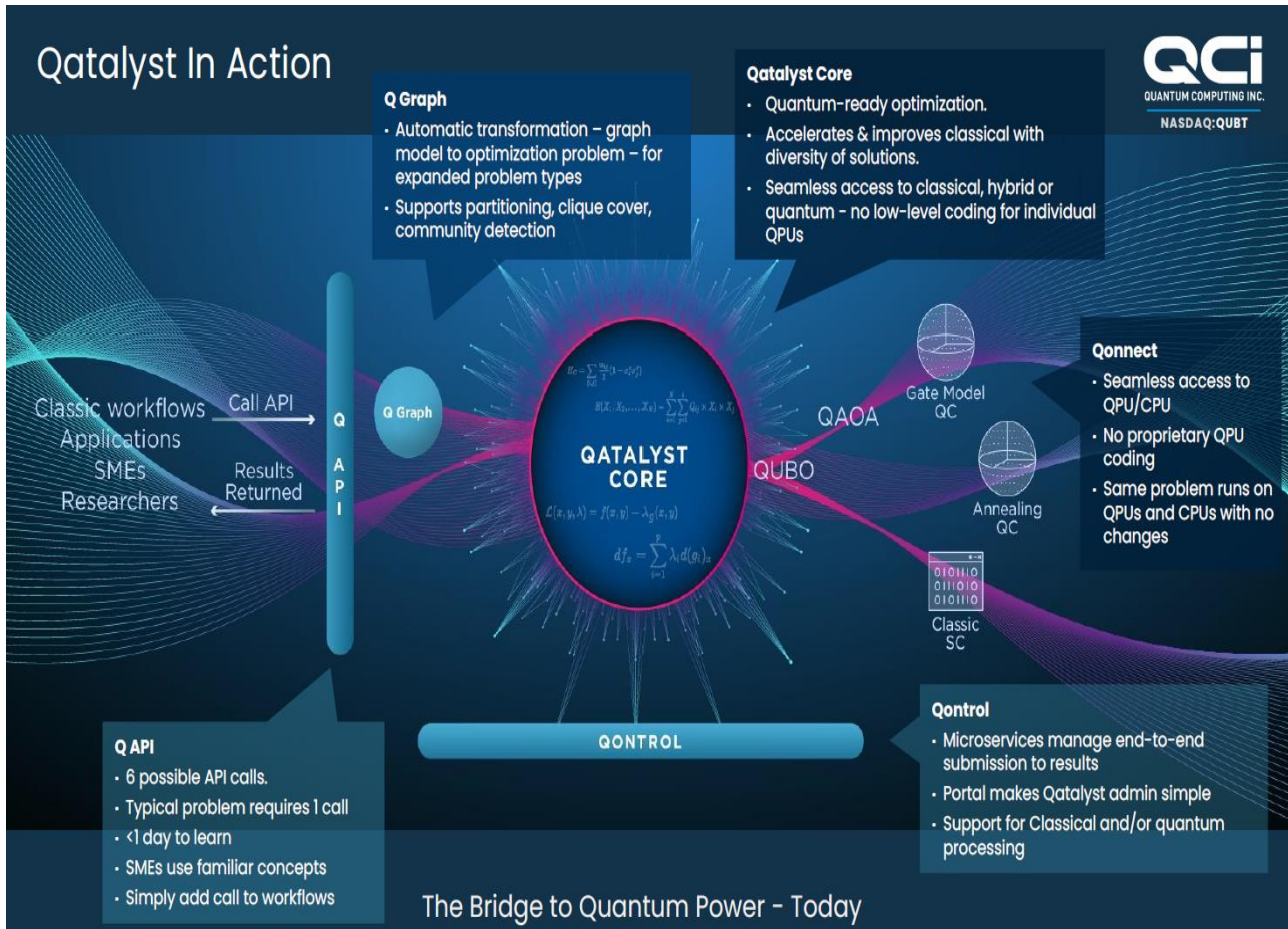 Qatalyst In Action
QCi
QUANTUM COMPUTING INC.
NASDAQ:QUBT
Q Graph
• Automatic transformation – graph
model to optimization problem – for
expanded problem types
• Supports partitioning, clique cover,
community detection
Qatalyst Core
• Quantum-ready optimization.
• Accelerates & improves classical with
diversity of solutions.
• Seamless access to classical, hybrid or
quantum - no low-level coding for individual
QPUs
Classic workflows
Applications
SMEs
Researchers
Call API
Results
Returned
Q
A
P
I
Q Graph
QATALYST
CORE
L(x, y, λ) = f(x, y) − λg(x, y)
QAOA
QUBO
Gate Model
QC
Annealing
QC
0101110
0111010
0101110
Classic
SC
Qonnect
• Seamless access to
QPU/CPU
• No proprietary QPU
coding
• Same problem runs on
QPUs and CPUs with no
changes
QONTROL
Q API
• 6 possible API calls.
• Typical problem requires 1 call
• <1 day to learn
• SMEs use familiar concepts
• Simply add call to workflows
Qontrol
• Microservices manage end-to-end
submission to results
• Portal makes Qatalyst admin simple
• Support for Classical and/or quantum
processing
The Bridge to Quantum Power - Today